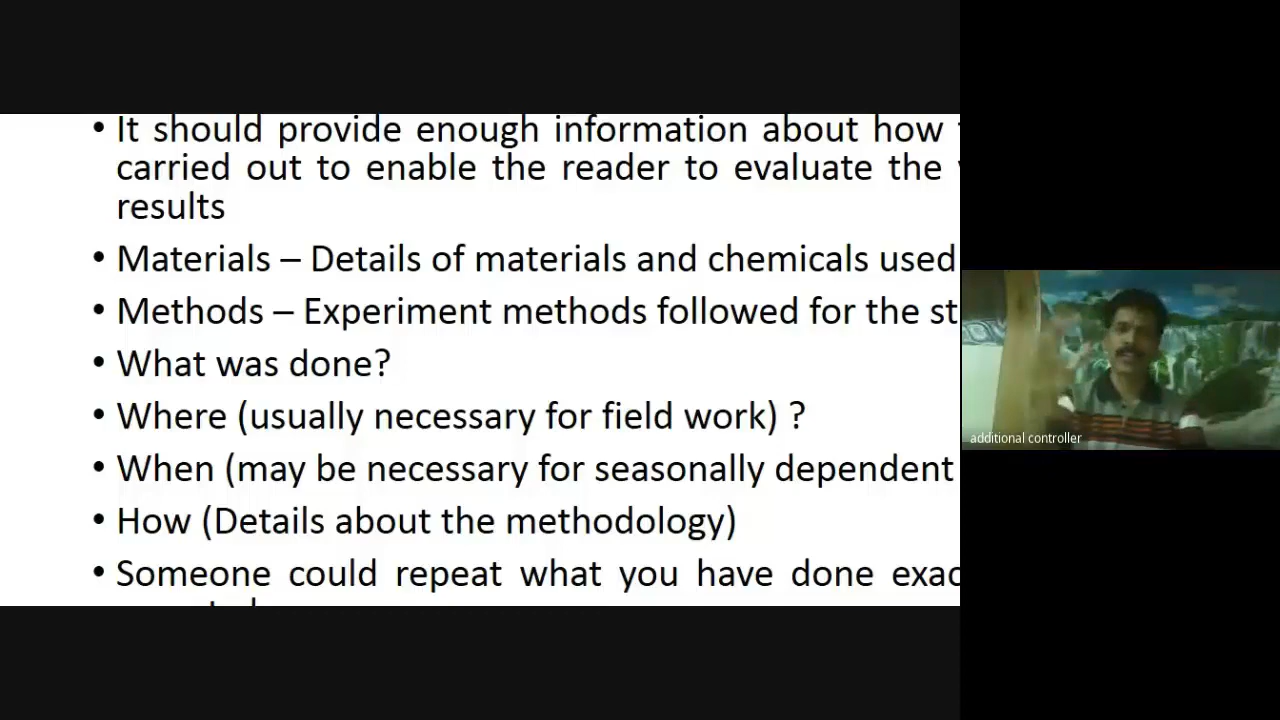 • It should provide enough information about how
carried out to enable the reader to evaluate the
results
• Materials – Details of materials and chemicals used
• Methods – Experiment methods followed for the st
• What was done?
• Where (usually necessary for field work) ?
• When (may be necessary for seasonally dependent
• How (Details about the methodology)
• Someone could repeat what you have done exac
additional controller